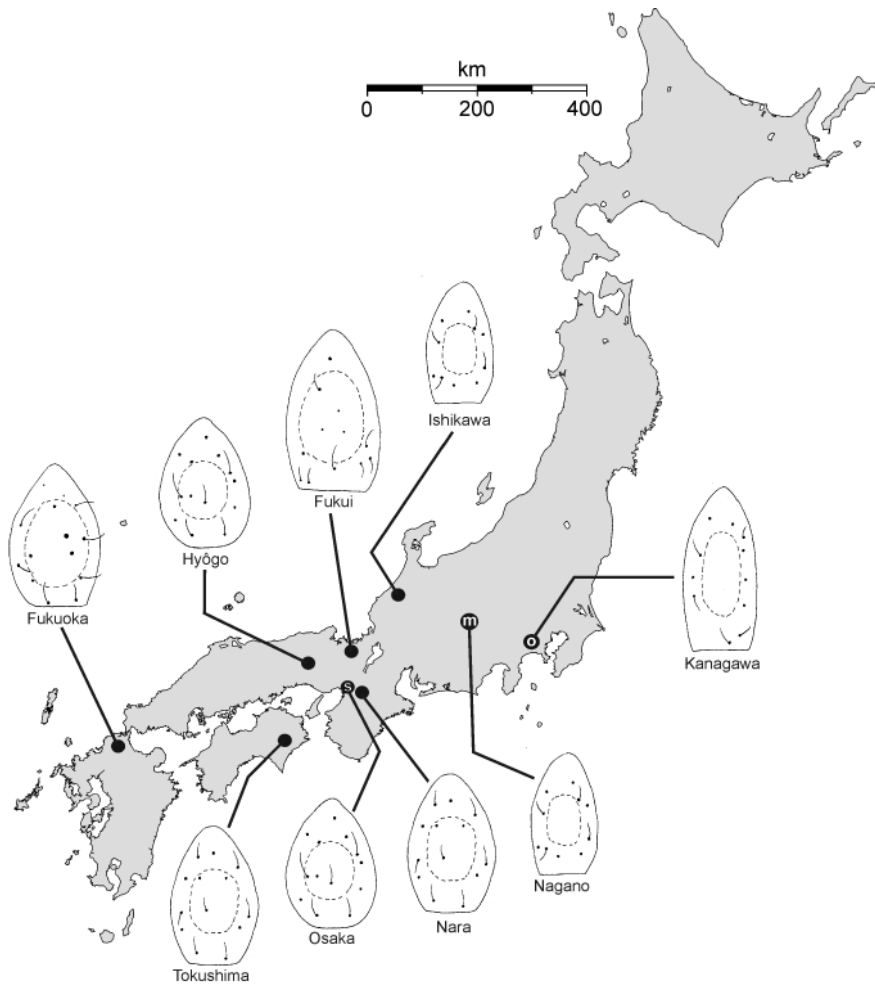 km
0 200 400
Ishikawa
Fukui
Hyôgo
Fukuoka
m
o
Kanagawa
s
Nagano
Nara
Osaka
Tokushima